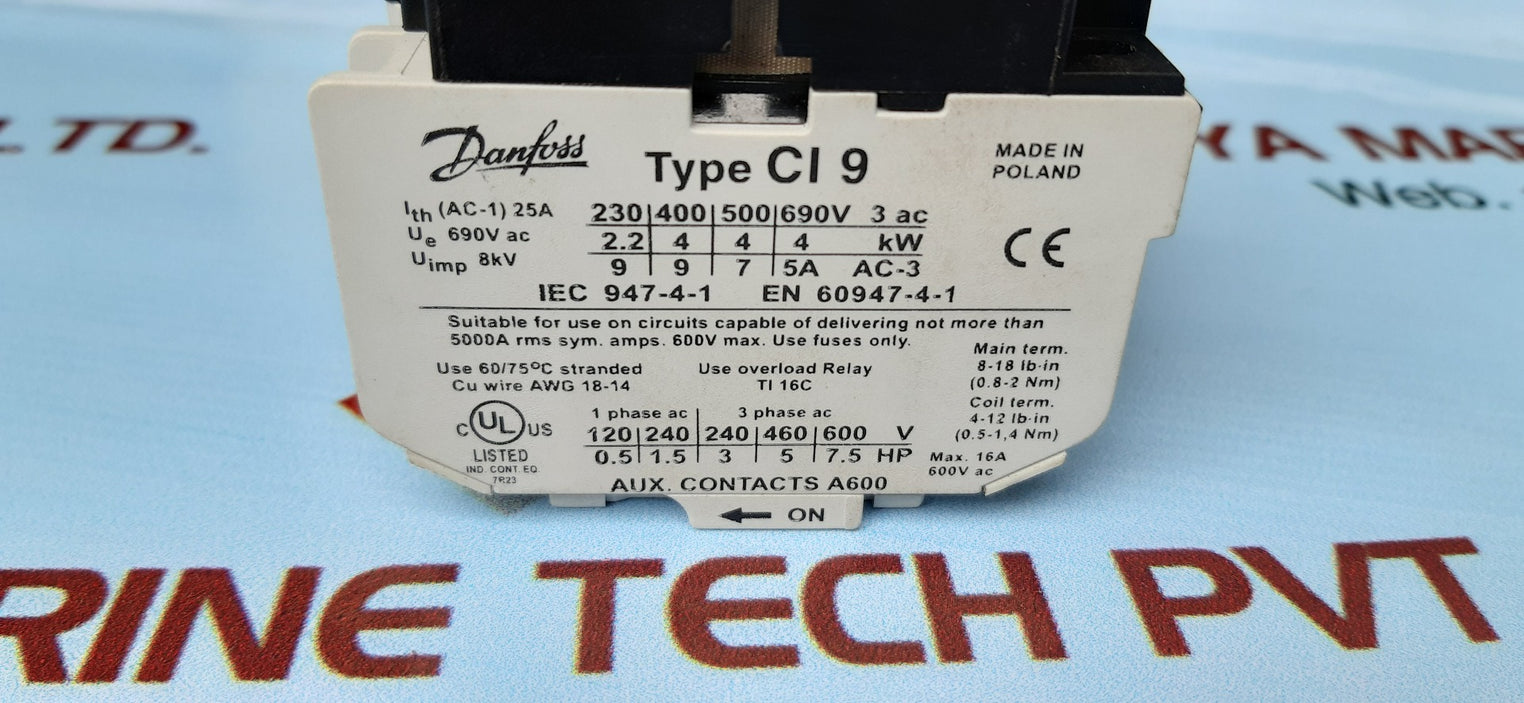 LTD.
YA MAR
Web.
Danfoss
Type CI 9
MADE IN
POLAND
Ith (AC-1) 25A
Ue 690V ac
Uimp 8kV
230|400|500|690V 3 ac
2.2|4|4|4 kW
9|9|7|5A AC-3
CE
IEC 947-4-1 EN 60947-4-1
Suitable for use on circuits capable of delivering not more than
5000A rms sym. amps. 600V max. Use fuses only.
Use 60/75°C stranded
Cu wire AWG 18-14
Use overload Relay
TI 16C
Main term.
8-18 lb·in
(0.8-2 Nm)
Coil term.
4-12 lb·in
(0.5-1,4 Nm)
Max. 16A
600V ac
C UL US
LISTED
IND. CONT. EQ.
7R23
1 phase ac | 3 phase ac
120|240|240|460|600 V
0.5|1.5|3|5|7.5 HP
AUX. CONTACTS A600
← ON
RINE TECH PVT